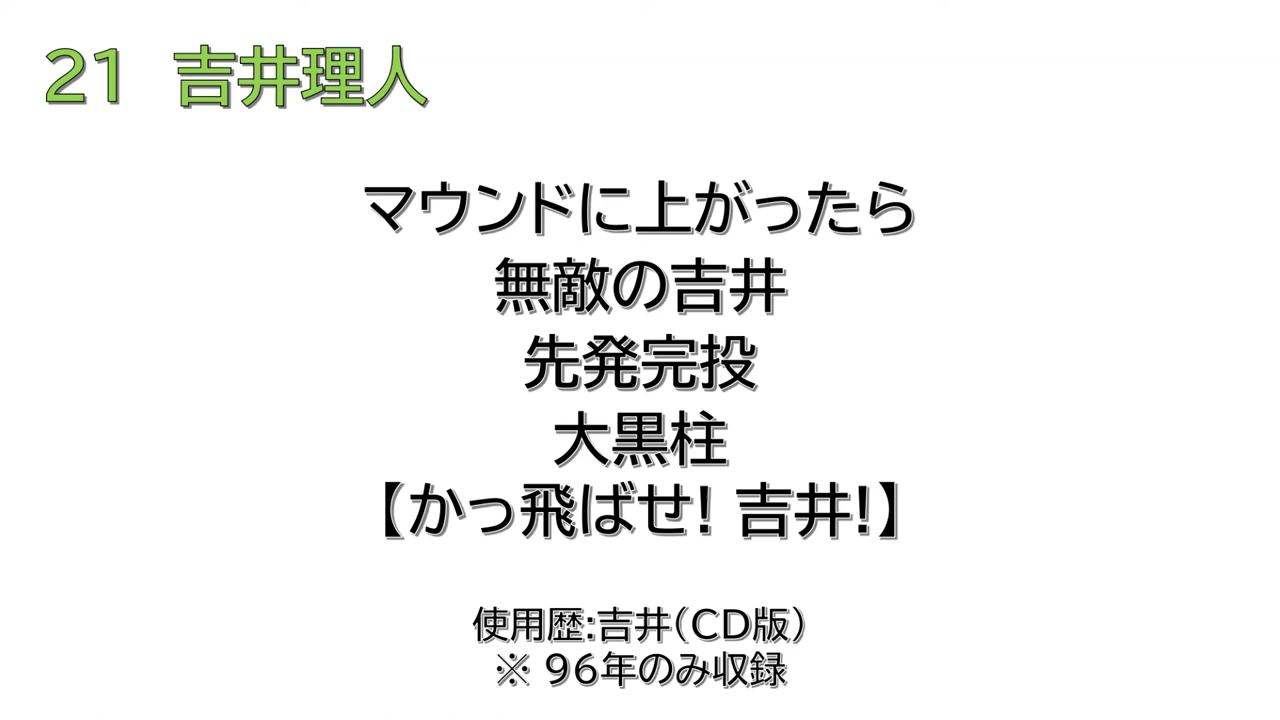 21 吉井理人
マウンドに上がったら
無敵の吉井
先発完投
大黒柱
【かっ飛ばせ! 吉井!】
使用歴:吉井(CD版)
※ 96年のみ収録